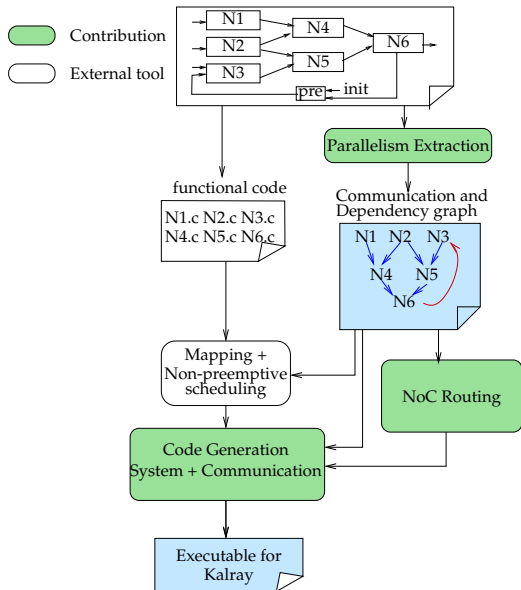 Contribution
External tool
N1
N2
N3
N4
N5
N6
pre
init
Parallelism Extraction
functional code
N1.c N2.c N3.c
N4.c N5.c N6.c
Communication and
Dependency graph
N1 N2 N3
N4 N5
N6
Mapping +
Non-preemptive
scheduling
NoC Routing
Code Generation
System + Communication
Executable for
Kalray